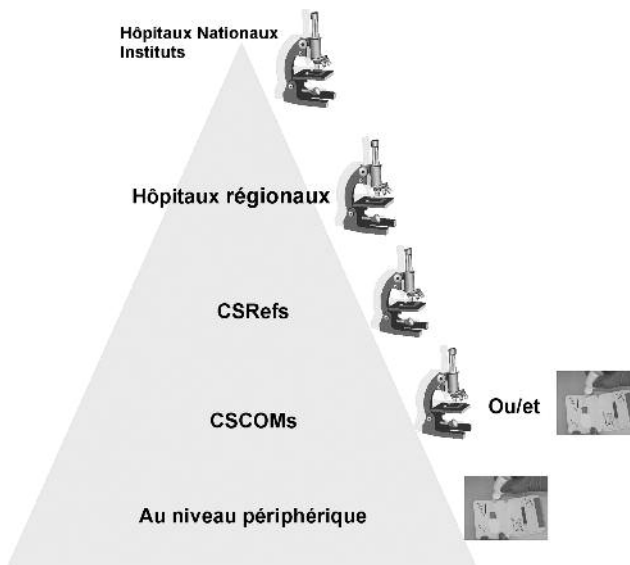 Hôpitaux Nationaux
Instituts
Hôpitaux régionaux
CSRefs
CSCOMs
Ou/et
Au niveau périphérique